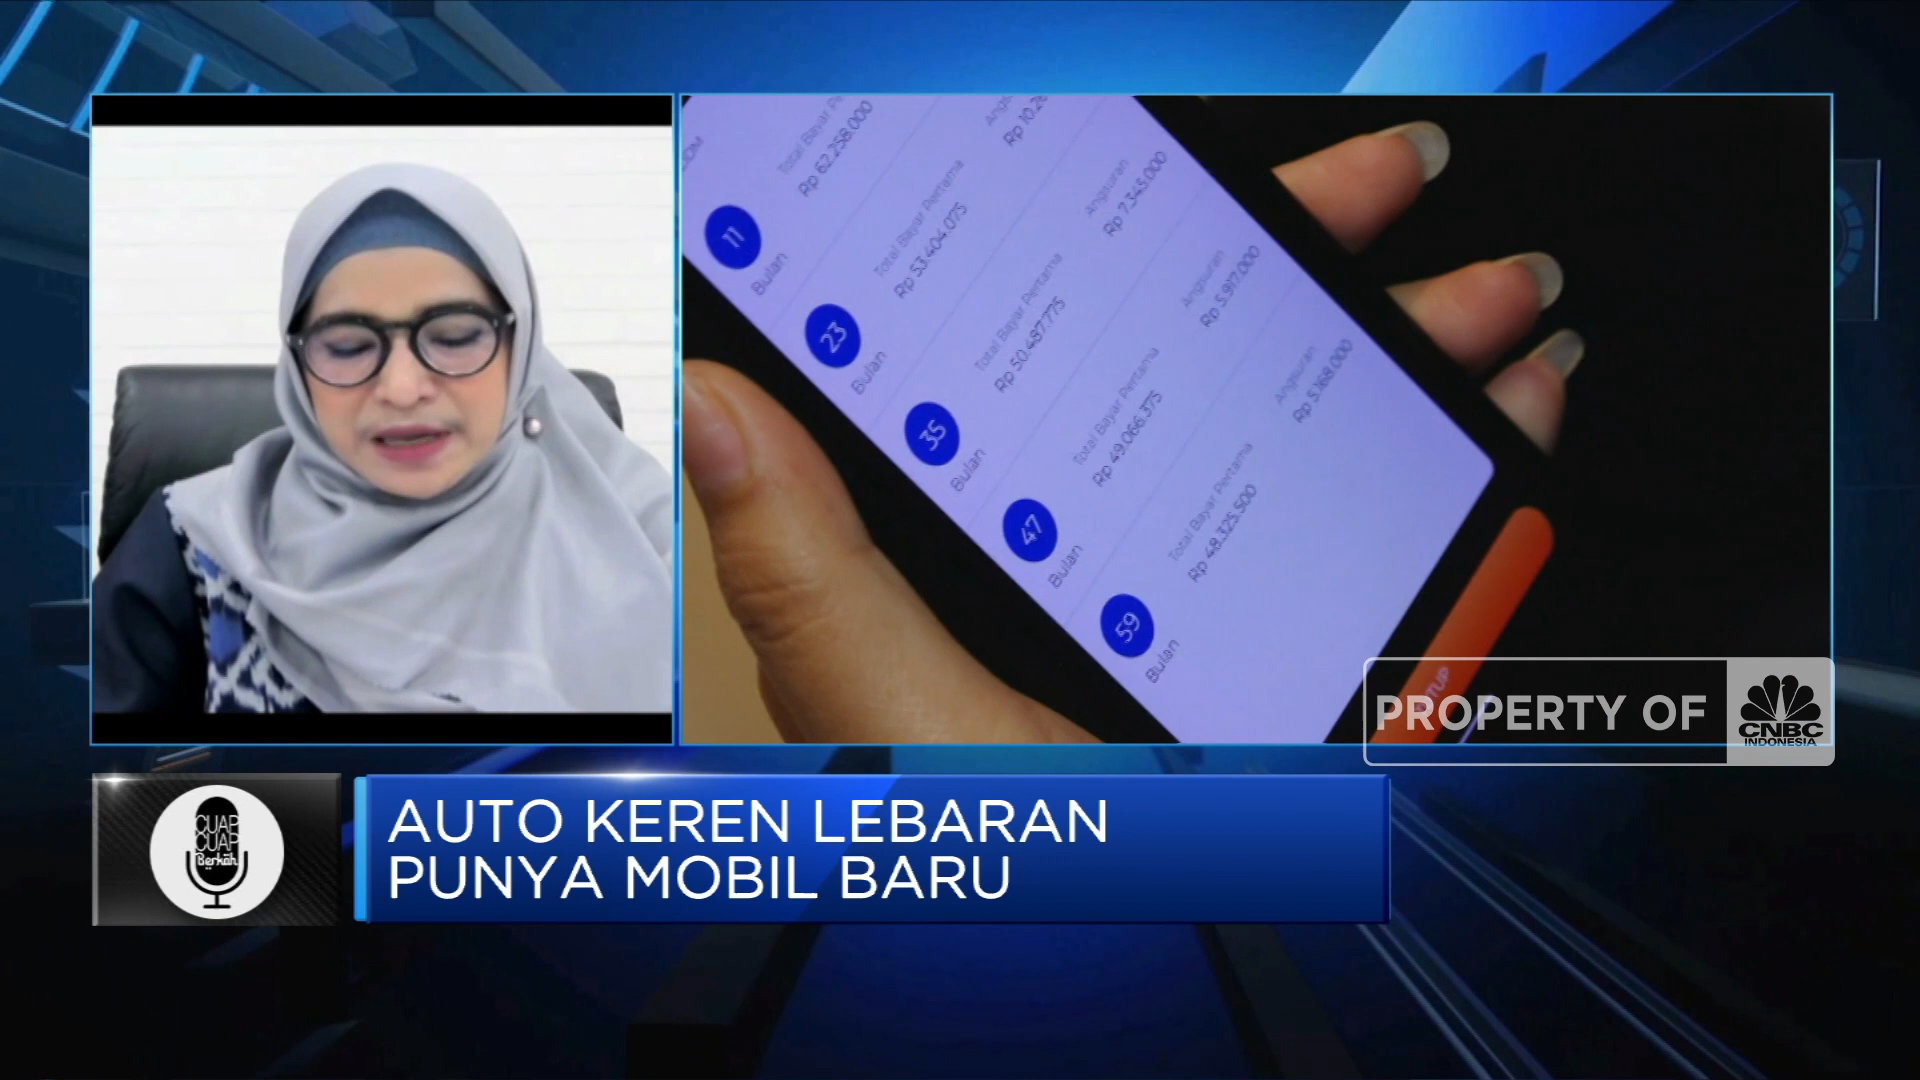 11
Bulan
Rp 62.258.000
Rp 10.26
23
Bulan
Total Bayar Pertama
Rp 53.404.075
Angsuran
Rp 7.345.000
35
Bulan
Total Bayar Pertama
Rp 50.487.775
Angsuran
Rp 5.917.000
47
Bulan
Total Bayar Pertama
Rp 49.066.375
Angsuran
Rp 5.168.000
59
Bulan
Total Bayar Pertama
Rp 48.325.500
PROPERTY OF
CNBC
INDONESIA
CUAP
CUAP
Berkah
AUTO KEREN LEBARAN
PUNYA MOBIL BARU